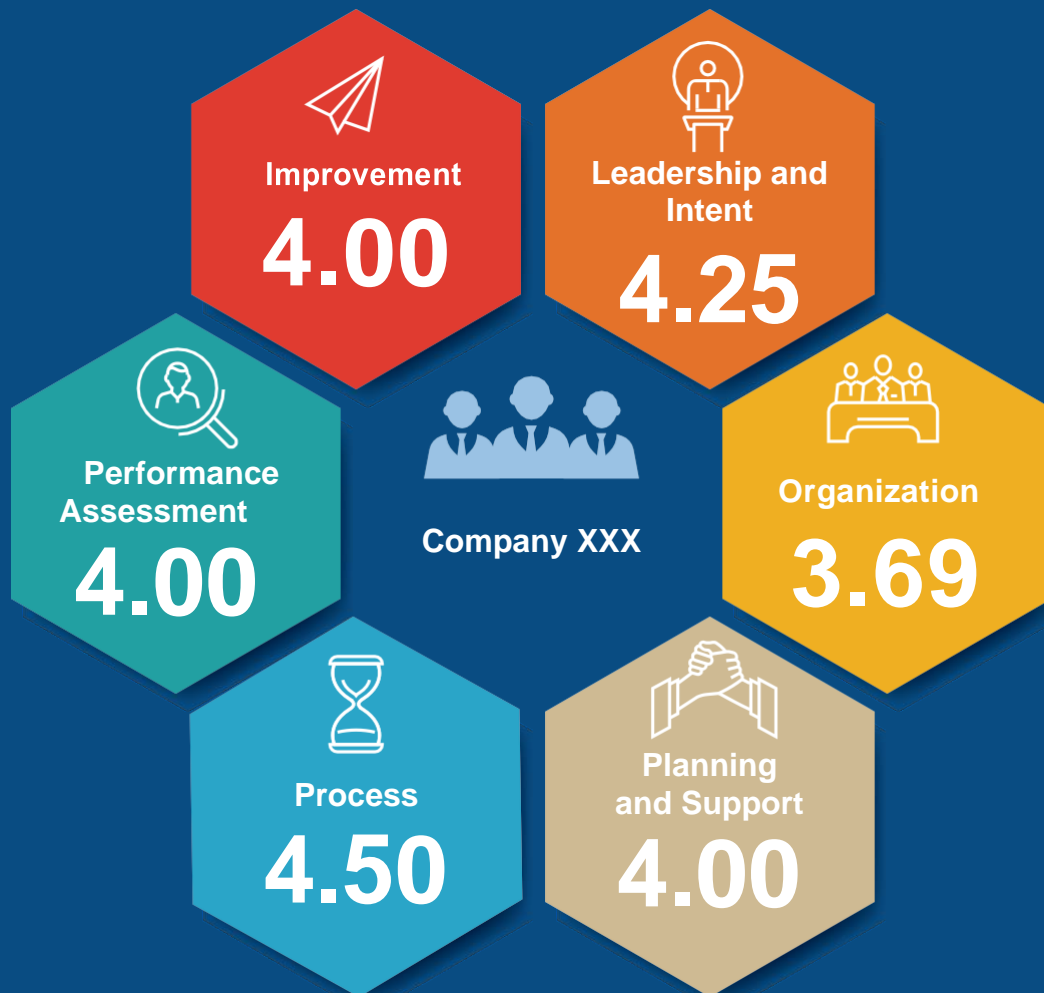 Improvement
4.00
Leadership and
Intent
4.25
Performance
Assessment
4.00
Company XXX
Organization
3.69
Process
4.50
Planning
and Support
4.00